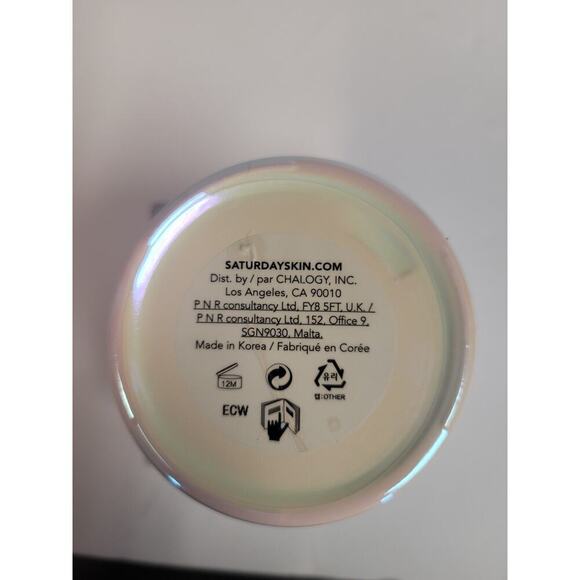 SATURDAYSKIN.COM
Dist. by / par CHALOGY, INC.
Los Angeles, CA 90010
P N R consultancy Ltd, FY8 5FT, U.K. /
P N R consultancy Ltd, 152, Office 9,
SGN9030, Malta.
Made in Korea / Fabriqué en Corée
12M
유리
캡:OTHER
ECW